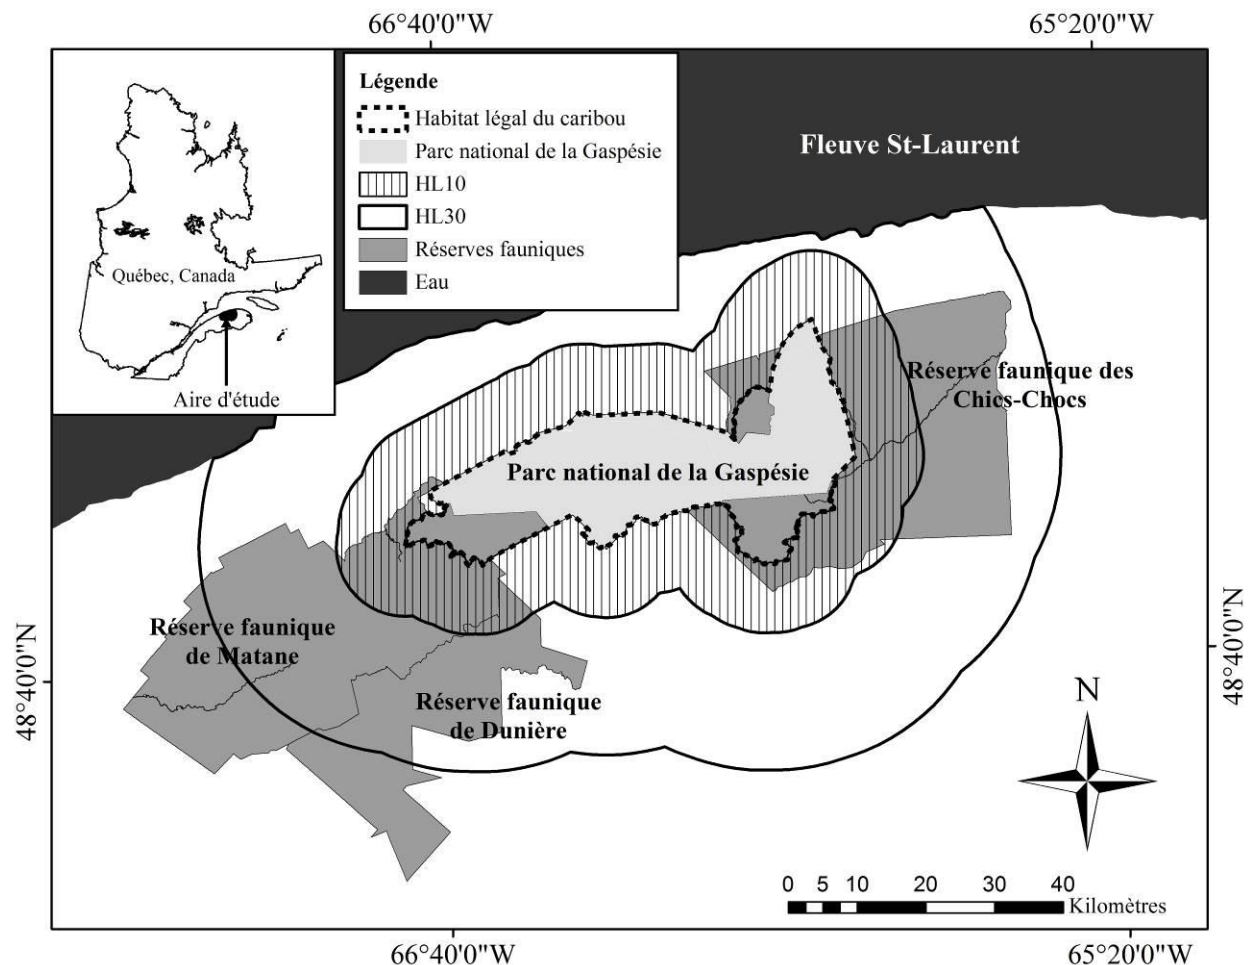 66°40'0"W
65°20'0"W
Légende
Habitat légal du caribou
Parc national de la Gaspésie
HL10
HL30
Réserves fauniques
Eau
Québec, Canada
Aire d'étude
Fleuve St-Laurent
Réserve faunique des
Chics-Chocs
Parc national de la Gaspésie
Réserve faunique
de Matane
Réserve faunique
de Dunière
48°40'0"N
48°40'0"N
N
0 5 10 20 30 40
Kilomètres
66°40'0"W
65°20'0"W